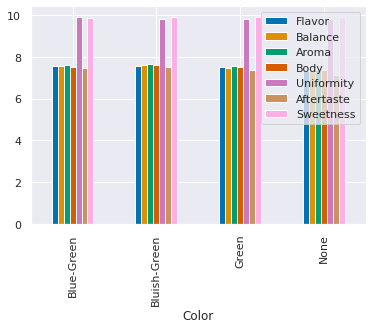 10
8
6
4
2
0
Flavor
Balance
Aroma
Body
Uniformity
Aftertaste
Sweetness
Blue-Green
Bluish-Green
Green
None
Color